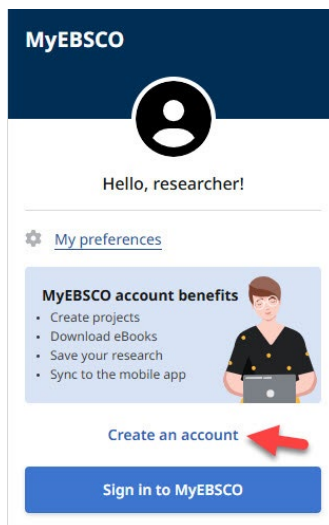 MyEBSCO
Hello, researcher!
My preferences
MyEBSCO account benefits
• Create projects
• Download eBooks
• Save your research
• Sync to the mobile app
Create an account
Sign in to MyEBSCO